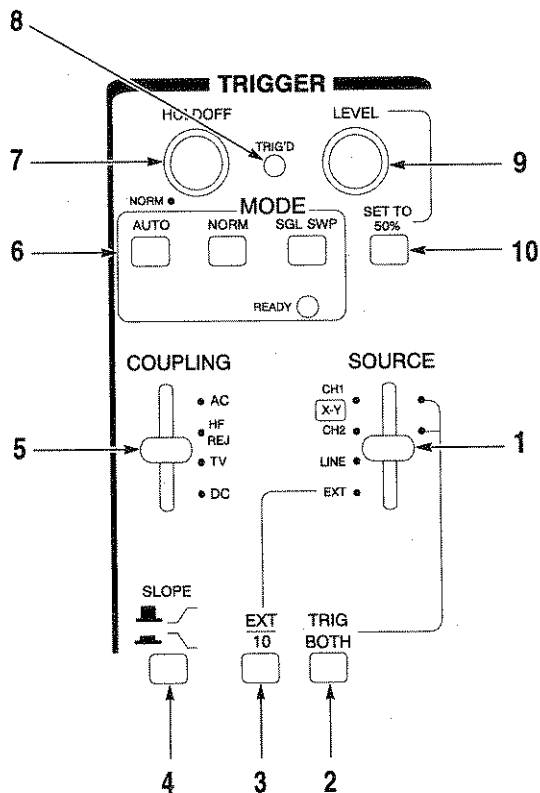 8
TRIGGER
HOLDOFF
LEVEL
TRIG'D
7
9
NORM
MODE
SET TO
50%
AUTO
NORM
SGL SWP
6
10
READY
COUPLING
SOURCE
AC
CH1
HF
REJ
X-Y
CH2
5
1
TV
LINE
DC
EXT
SLOPE
EXT
10
TRIG
BOTH
4
3
2